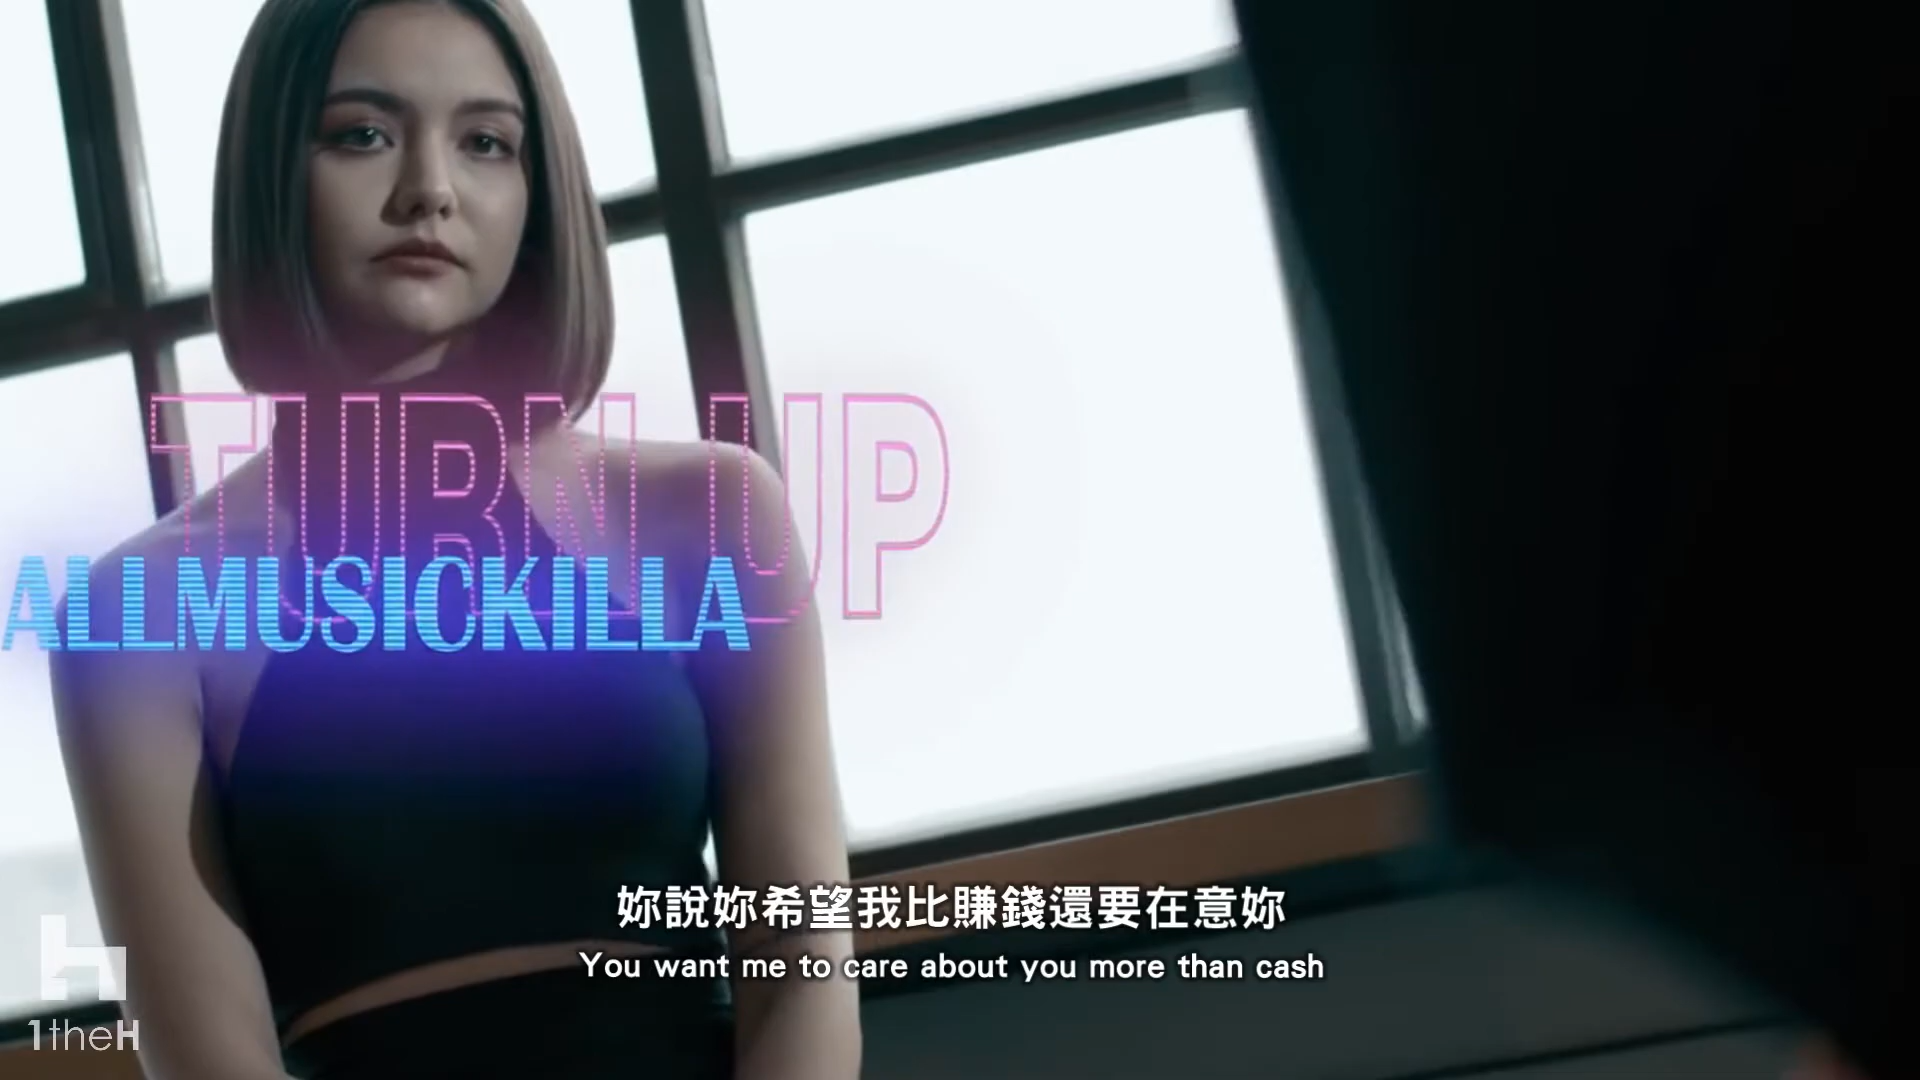 TURN UP
ALLMUSICKILLA
妳說妳希望我比賺錢還要在意妳
You want me to care about you more than cash
1theH